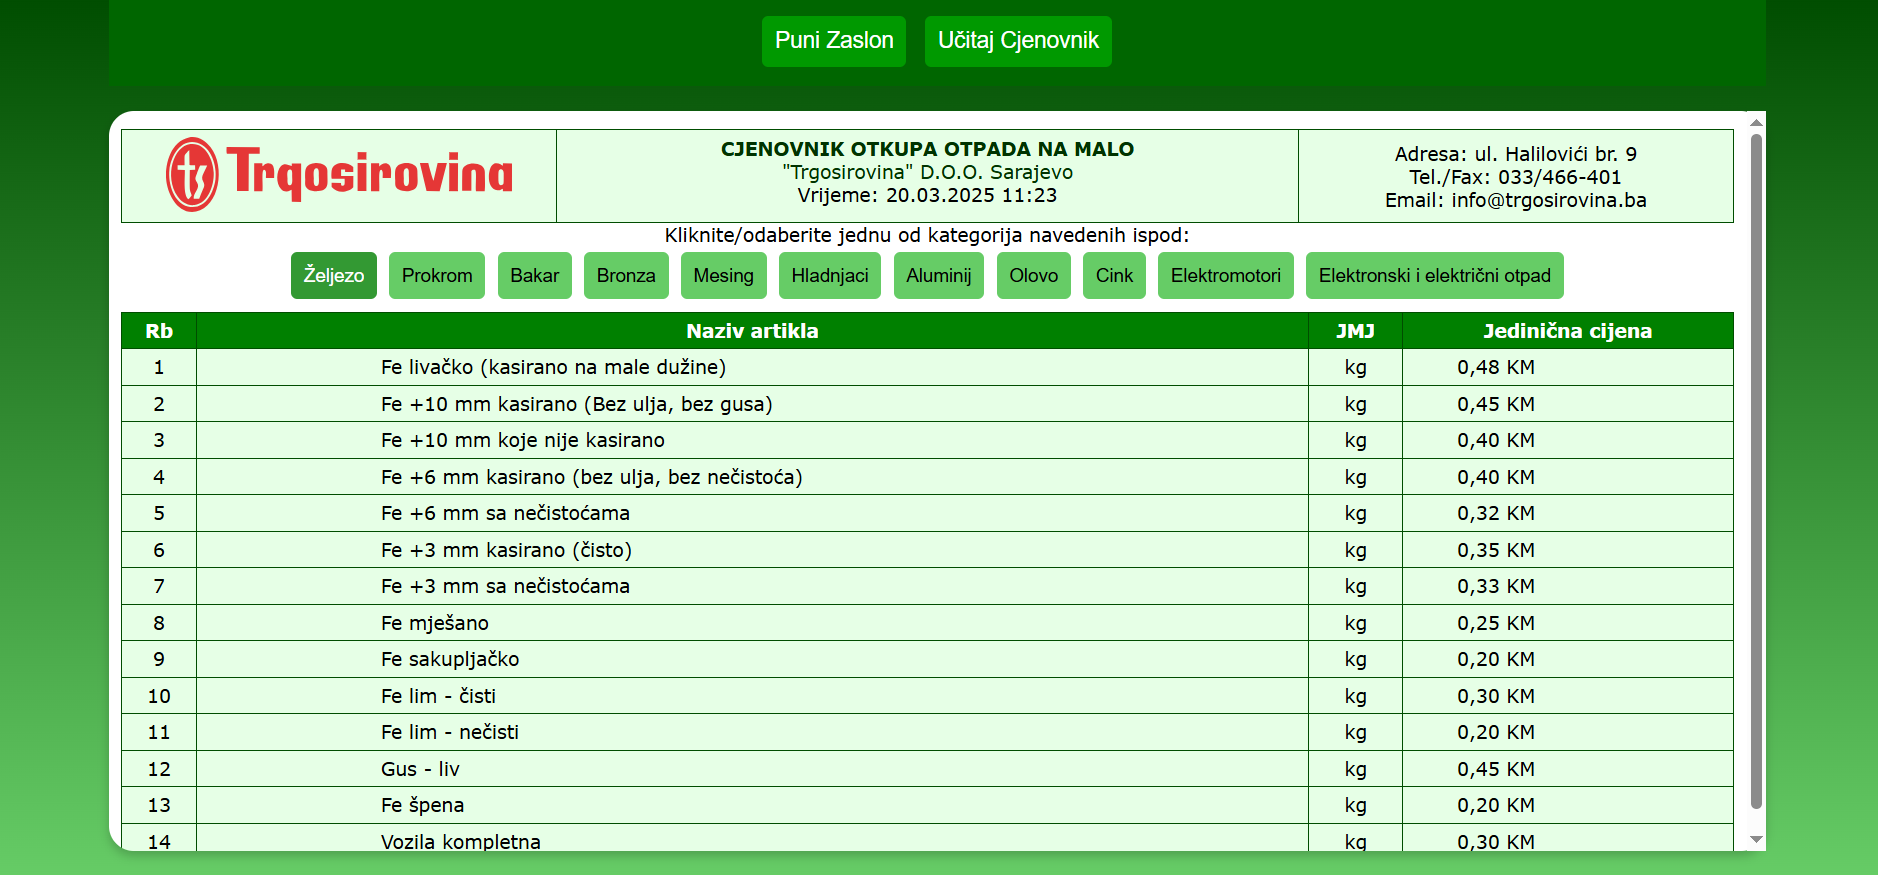 Puni Zaslon Učitaj Cjenovnik
ts Trgosirovina
CJENOVNIK OTKUPA OTPADA NA MALO
"Trgosirovina" D.O.O. Sarajevo
Vrijeme: 20.03.2025 11:23
Adresa: ul. Halilovići br. 9
Tel./Fax: 033/466-401
Email: info@trgosirovina.ba
Kliknite/odaberite jednu od kategorija navedenih ispod:
Željezo Prokrom Bakar Bronza Mesing Hladnjaci Aluminij Olovo Cink Elektromotori Elektronski i električni otpad
Rb Naziv artikla JMJ Jedinična cijena
1 Fe livačko (kasirano na male dužine) kg 0,48 KM
2 Fe +10 mm kasirano (Bez ulja, bez gusa) kg 0,45 KM
3 Fe +10 mm koje nije kasirano kg 0,40 KM
4 Fe +6 mm kasirano (bez ulja, bez nečistoća) kg 0,40 KM
5 Fe +6 mm sa nečistoćama kg 0,32 KM
6 Fe +3 mm kasirano (čisto) kg 0,35 KM
7 Fe +3 mm sa nečistoćama kg 0,33 KM
8 Fe mješano kg 0,25 KM
9 Fe sakupljačko kg 0,20 KM
10 Fe lim - čisti kg 0,30 KM
11 Fe lim - nečisti kg 0,20 KM
12 Gus - liv kg 0,45 KM
13 Fe špena kg 0,20 KM
14 Vozila kompletna kg 0,30 KM